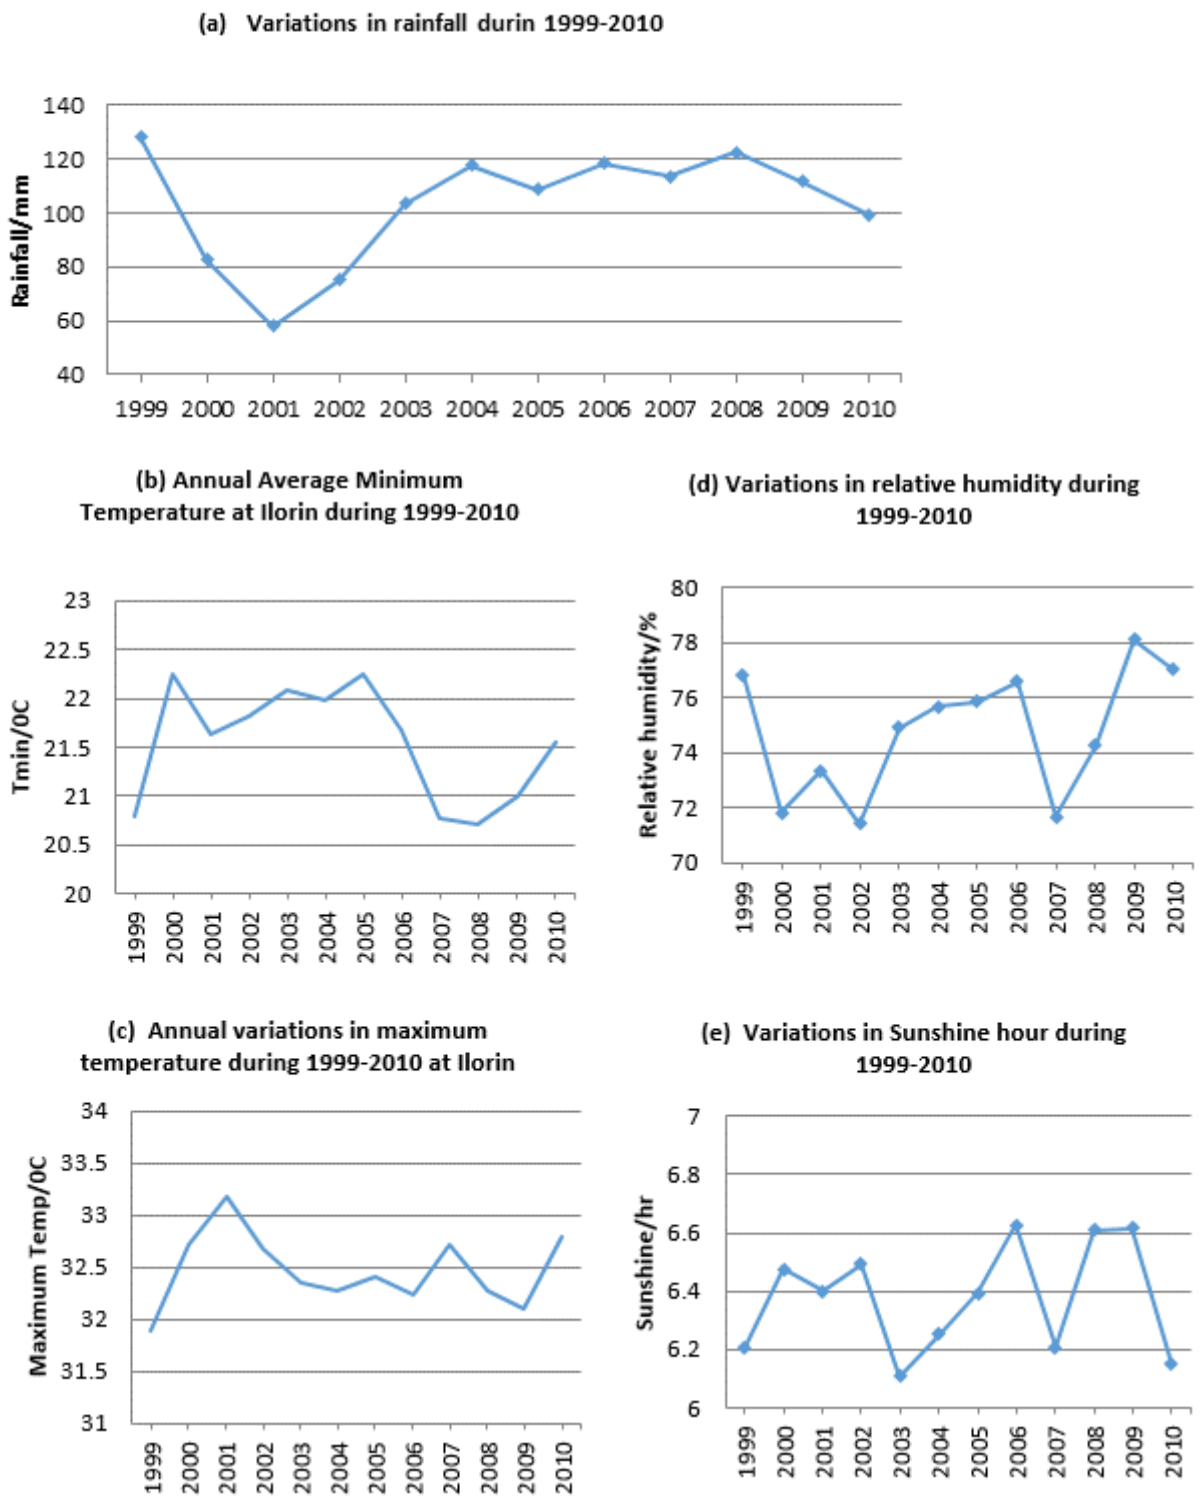 (a) Variations in rainfall durin 1999-2010
Rainfall/mm
140
120
100
80
60
40
1999 2000 2001 2002 2003 2004 2005 2006 2007 2008 2009 2010
(b) Annual Average Minimum
Temperature at Ilorin during 1999-2010
Tmin/0C
23
22.5
22
21.5
21
20.5
20
1999 2000 2001 2002 2003 2004 2005 2006 2007 2008 2009 2010
(d) Variations in relative humidity during
1999-2010
Relative humidity/%
80
78
76
74
72
70
1999 2000 2001 2002 2003 2004 2005 2006 2007 2008 2009 2010
(c) Annual variations in maximum
temperature during 1999-2010 at Ilorin
Maximum Temp/0C
34
33.5
33
32.5
32
31.5
31
1999 2000 2001 2002 2003 2004 2005 2006 2007 2008 2009 2010
(e) Variations in Sunshine hour during
1999-2010
Sunshine/hr
7
6.8
6.6
6.4
6.2
6
1999 2000 2001 2002 2003 2004 2005 2006 2007 2008 2009 2010